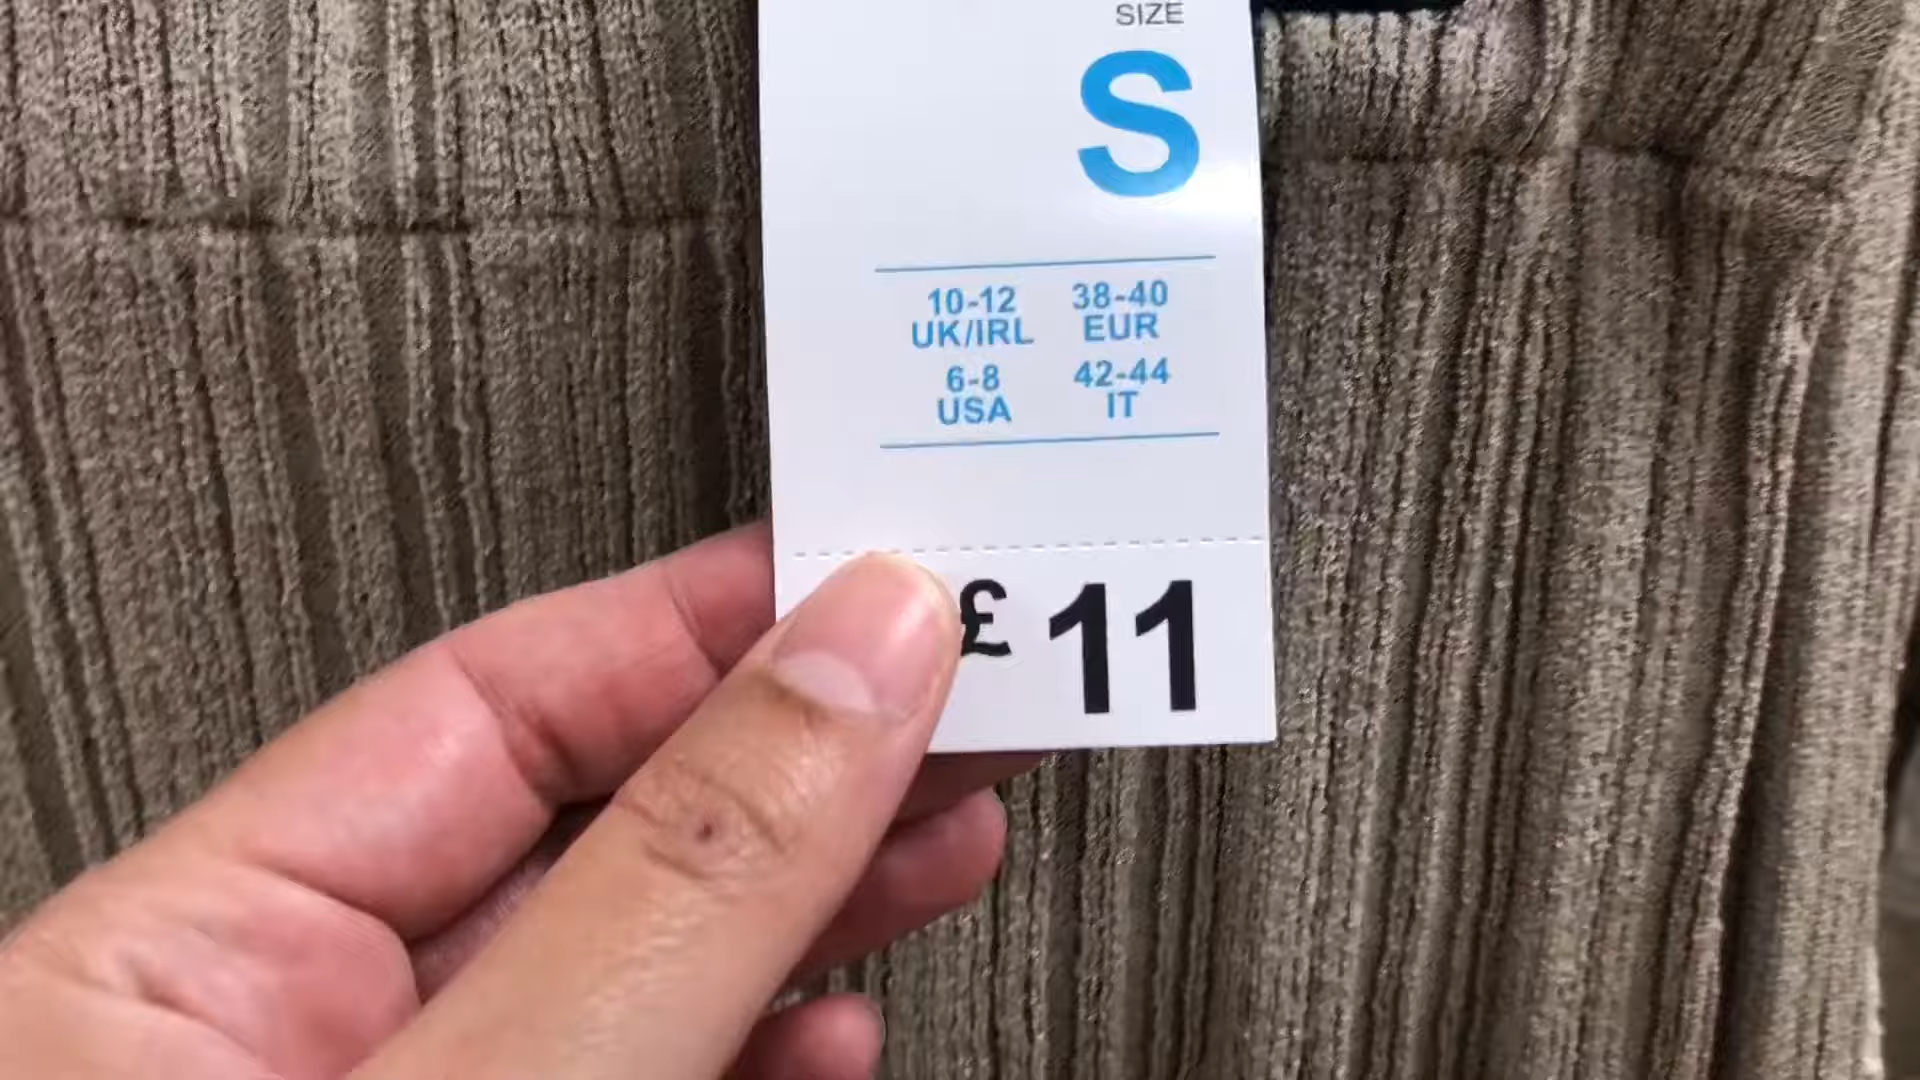 SIZE
S
10-12 38-40
UK/IRL EUR
6-8 42-44
USA IT
£ 11